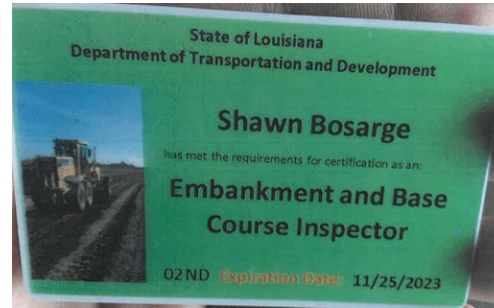 State of Louisiana
Department of Transportation and Development
Shawn Bosarge
has met the requirements for certification as an:
Embankment and Base
Course Inspector
02ND Expiration Date: 11/25/2023